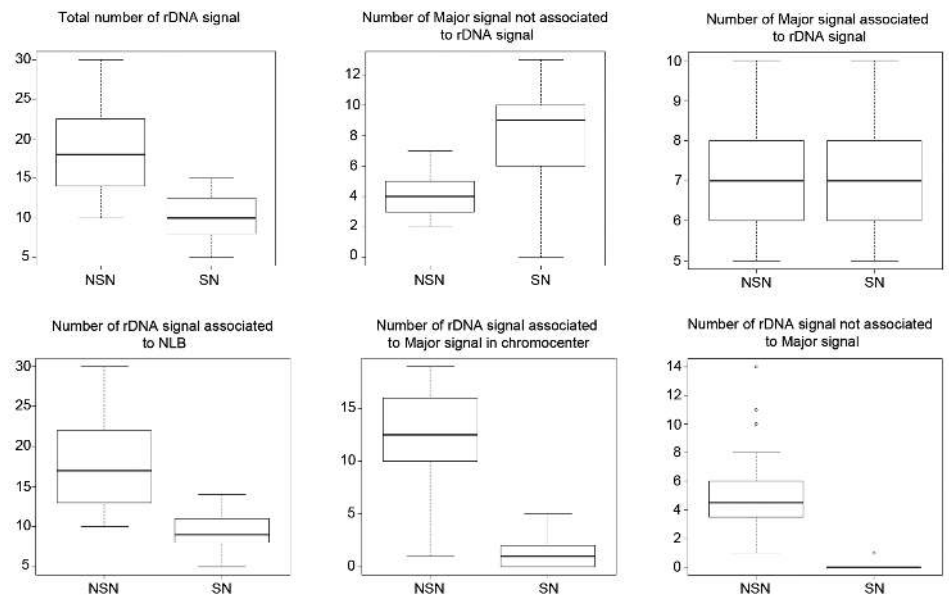 Total number of rDNA signal
30
25
20
15
10
5
NSN SN
Number of Major signal not associated
to rDNA signal
12
10
8
6
4
2
0
NSN SN
Number of Major signal associated
to rDNA signal
10
9
8
7
6
5
NSN SN
Number of rDNA signal associated
to NLB
30
25
20
15
10
5
NSN SN
Number of rDNA signal associated
to Major signal in chromocenter
15
10
5
0
NSN SN
Number of rDNA signal not associated
to Major signal
14
12
10
8
6
4
2
0
NSN SN